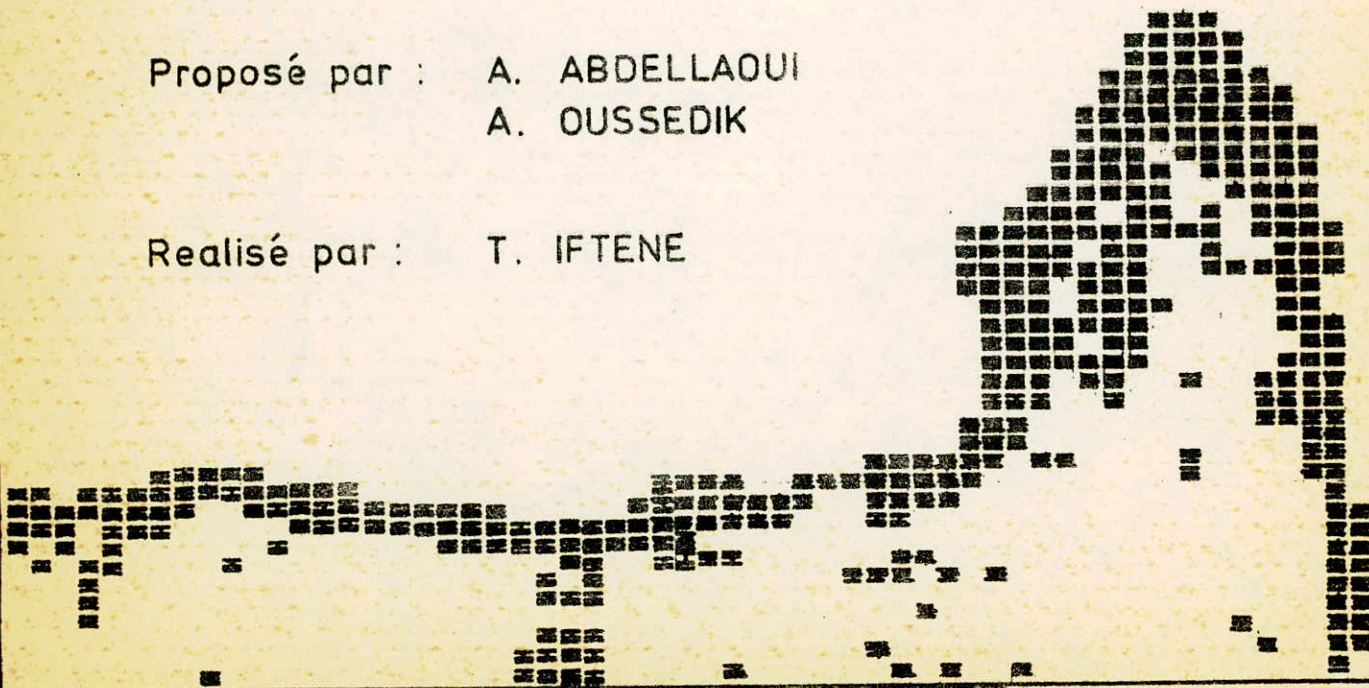 Proposé par : A. ABDELLAOUI
A. OUSSEDIK
Realisé par : T. IFTENE